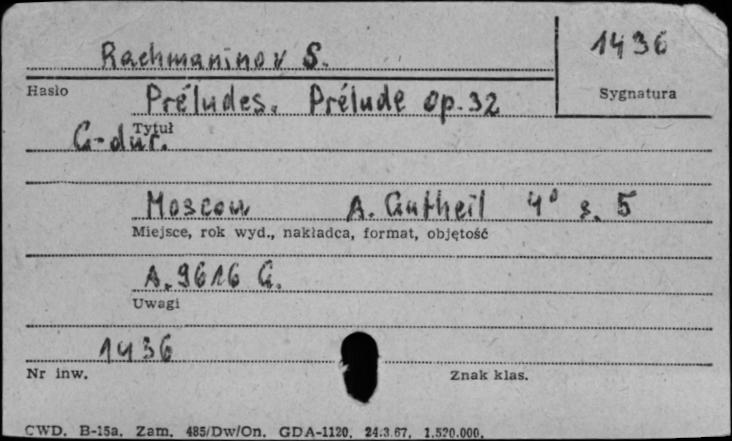 Rachmaninov S.
1436
Hasło
Sygnatura
Préludes. Prélude op. 32
Tytuł
G-dur.
Moscou A. Gutheil 4° s. 5
Miejsce, rok wyd., nakładca, format, objętość
A. 9616 G.
Uwagi
1436
Nr inw.
Znak klas.
CWD. B-15a. Zam. 485/Dw/On. GDA-1120. 24.3.67. 1.520.000.